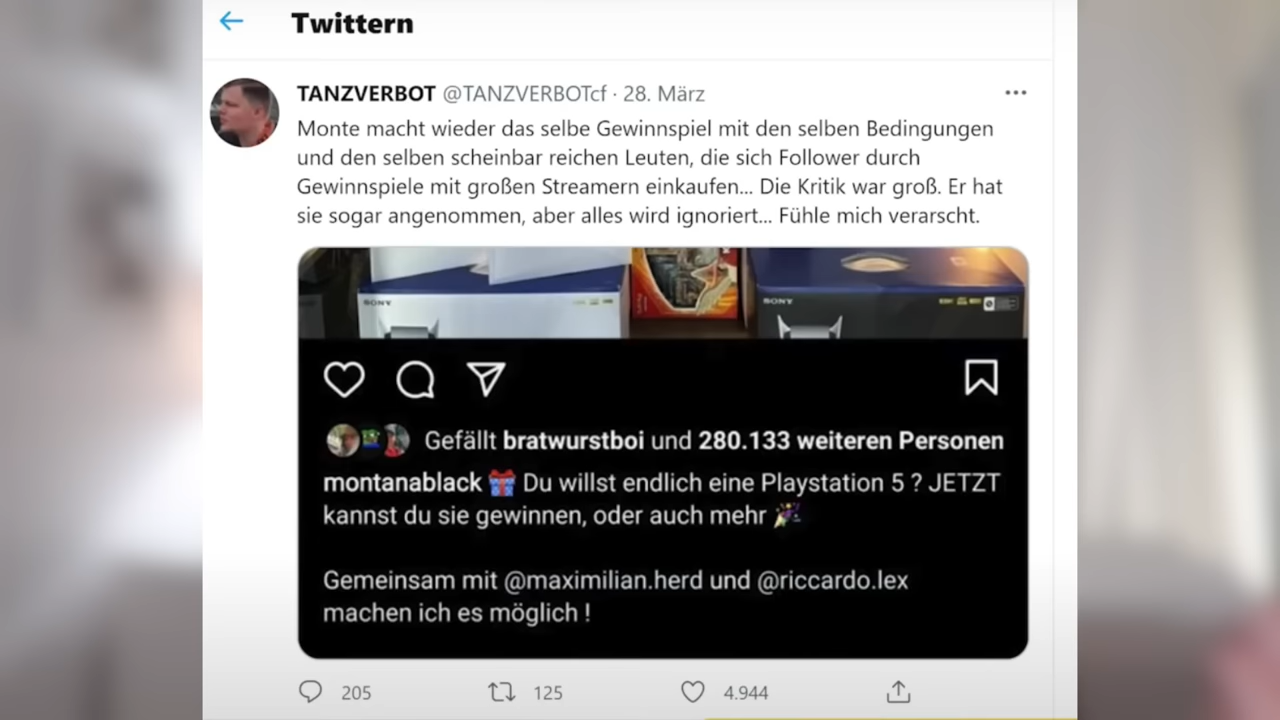 Twittern
TANZVERBOT @TANZVERBOTcf · 28. März
Monte macht wieder das selbe Gewinnspiel mit den selben Bedingungen
und den selben scheinbar reichen Leuten, die sich Follower durch
Gewinnspiele mit großen Streamern einkaufen... Die Kritik war groß. Er hat
sie sogar angenommen, aber alles wird ignoriert... Fühle mich verarscht.
SONY SONY
Gefällt bratwurstboi und 280.133 weiteren Personen
montanablack 🎁 Du willst endlich eine Playstation 5 ? JETZT
kannst du sie gewinnen, oder auch mehr 🎉
Gemeinsam mit @maximilian.herd und @riccardo.lex
machen ich es möglich !
205 125 4.944